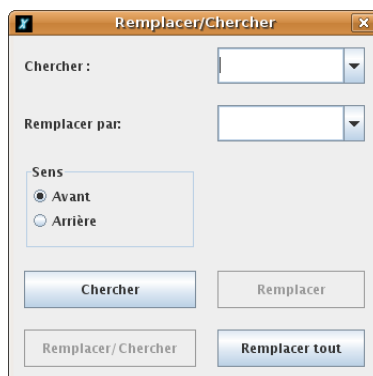 Remplacer/Chercher
Chercher :
Remplacer par:
Sens
Avant
Arrière
Chercher
Remplacer
Remplacer/Chercher
Remplacer tout